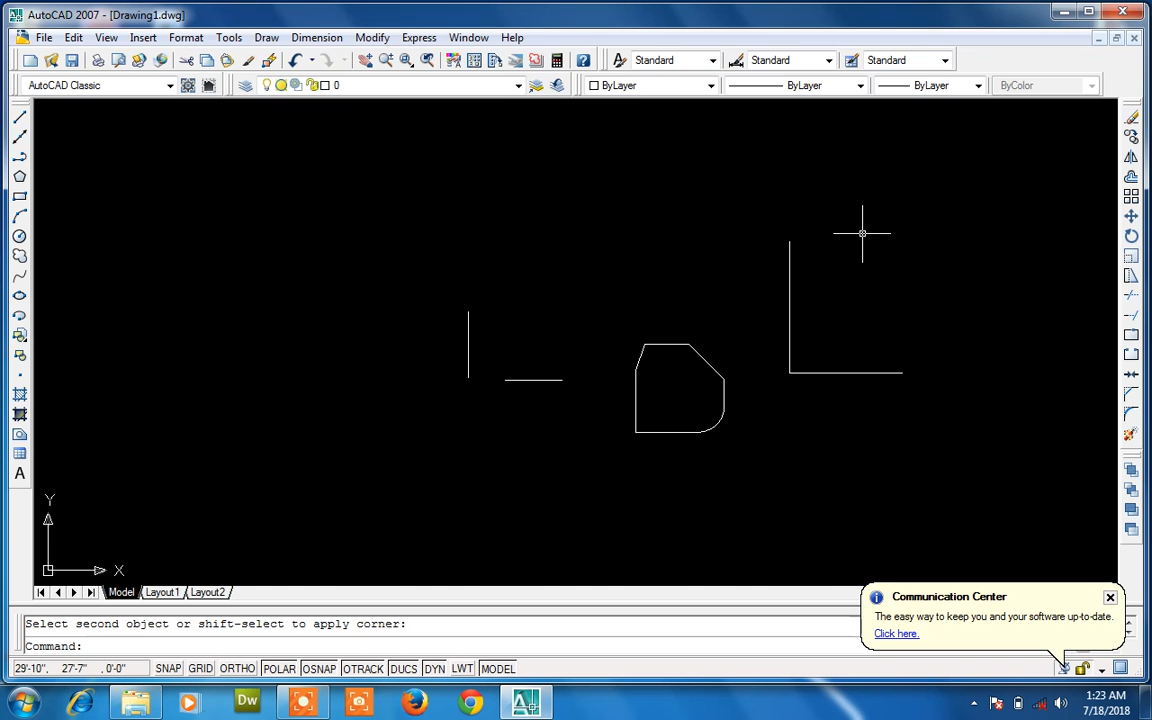 AutoCAD 2007 - [Drawing1.dwg]
File Edit View Insert Format Tools Draw Dimension Modify Express Window Help
Standard Standard Standard
AutoCAD Classic 0 ByLayer ByLayer ByLayer ByColor
A
Y
X
Model Layout1 Layout2
Select second object or shift-select to apply corner:
Command:
Communication Center
The easy way to keep you and your software up-to-date.
Click here.
29'-10", 27'-7" , 0'-0" SNAP GRID ORTHO POLAR OSNAP OTRACK DUCS DYN LWT MODEL
Dw
1:23 AM
7/18/2018